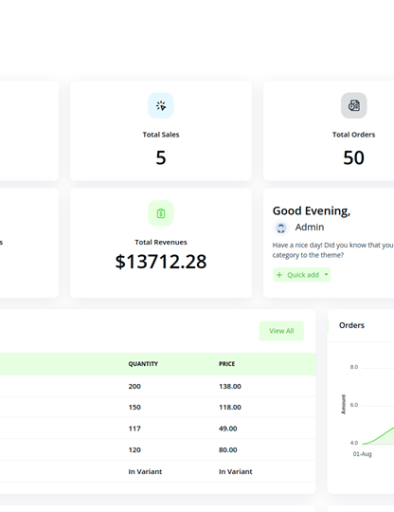 Total Sales
Total Orders
5
50
s
Total Revenues
$13712.28
Good Evening,
Admin
Have a nice day! Did you know that you
category to the theme?
+ Quick add
View All
QUANTITY PRICE
200 138.00
150 118.00
117 49.00
120 80.00
In Variant In Variant
Orders
8.0
6.0
4.0
Amount
01-Aug